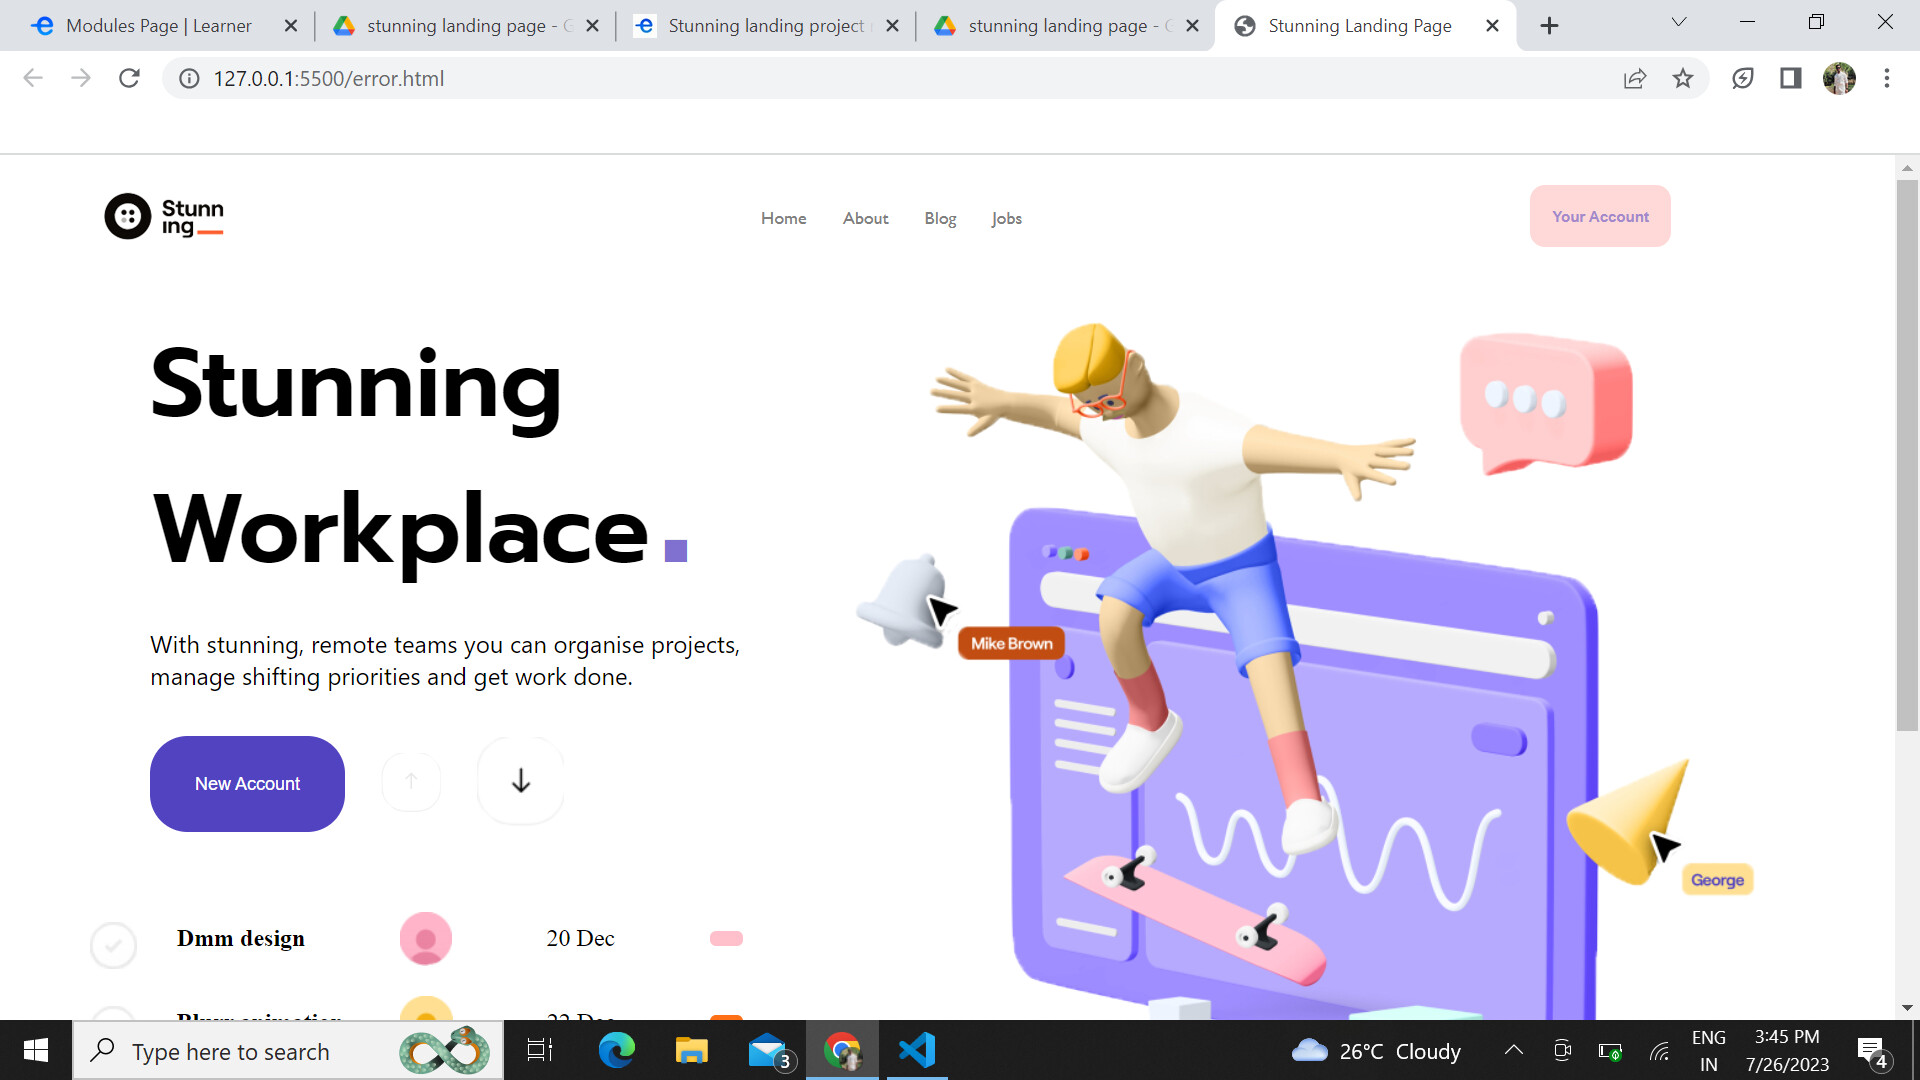 Modules Page | Learner
stunning landing page - G
Stunning landing project
stunning landing page - G
Stunning Landing Page
127.0.0.1:5500/error.html
Stunn
ing
Home About Blog Jobs
Your Account
Stunning
Workplace.
With stunning, remote teams you can organise projects,
manage shifting priorities and get work done.
New Account
Mike Brown
George
Dmm design 20 Dec
Type here to search
3
26°C Cloudy
ENG
IN
3:45 PM
7/26/2023
4